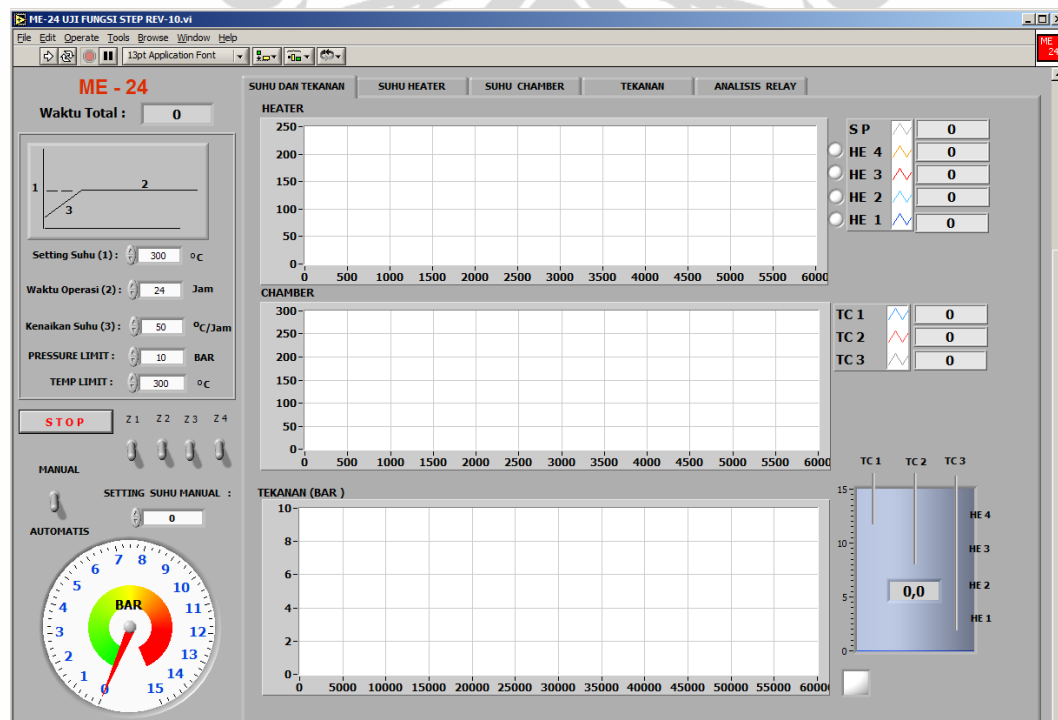 ME-24 UJI FUNGSI STEP REV-10.vi
File Edit Operate Tools Browse Window Help
13pt Application Font
ME 24
ME - 24
Waktu Total : 0
1
2
3
Setting Suhu (1) : 300 °C
Waktu Operasi (2) : 24 Jam
Kenaikan Suhu (3) : 50 °C/Jam
PRESSURE LIMIT : 10 BAR
TEMP LIMIT : 300 °C
STOP
Z 1 Z 2 Z 3 Z 4
MANUAL
AUTOMATIS
SETTING SUHU MANUAL :
0
BAR
0 1 2 3 4 5 6 7 8 9 10 11 12 13 14 15
SUHU DAN TEKANAN SUHU HEATER SUHU CHAMBER TEKANAN ANALISIS RELAY
HEATER
250
200
150
100
50
0
0 500 1000 1500 2000 2500 3000 3500 4000 4500 5000 5500 6000
S P 0
HE 4 0
HE 3 0
HE 2 0
HE 1 0
CHAMBER
300
250
200
150
100
50
0
0 500 1000 1500 2000 2500 3000 3500 4000 4500 5000 5500 6000
TC 1 0
TC 2 0
TC 3 0
TEKANAN (BAR )
10
8
6
4
2
0
0 5000 10000 15000 20000 25000 30000 35000 40000 45000 50000 55000 60000
TC 1 TC 2 TC 3
15
10
5
0
HE 4
HE 3
HE 2
HE 1
0,0